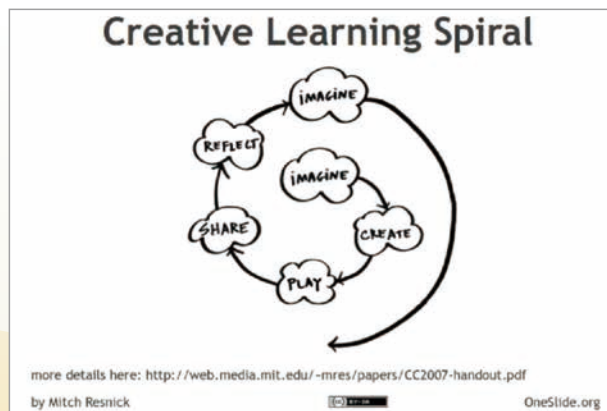 Creative Learning Spiral
IMAGINE
REFLECT
IMAGINE
SHARE
CREATE
PLAY
more details here: http://web.media.mit.edu/~mres/papers/CC2007-handout.pdf
by Mitch Resnick
OneSlide.org